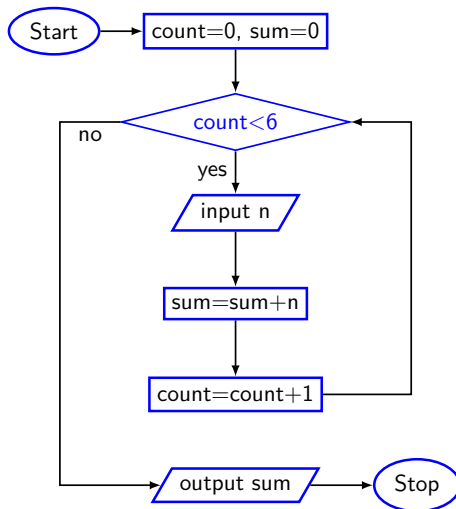 Start
count=0, sum=0
count<6
no
yes
input n
sum=sum+n
count=count+1
output sum
Stop